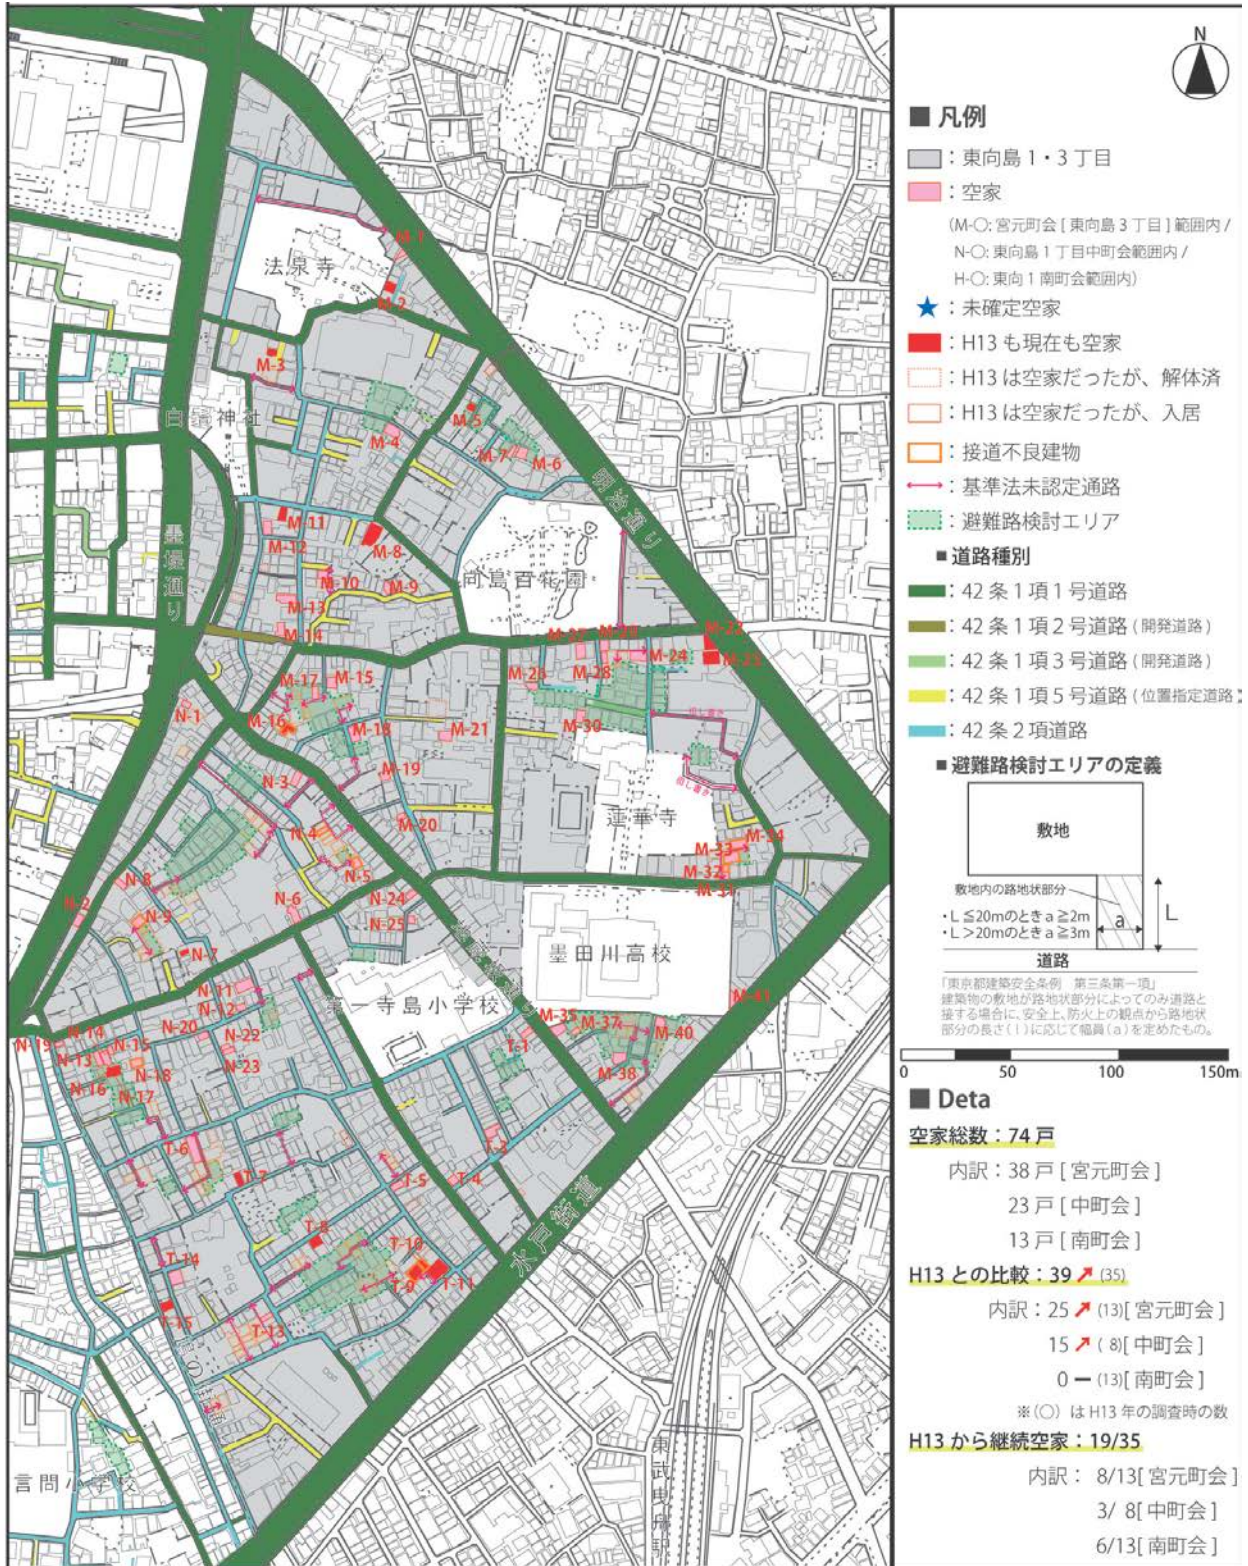 N
■ 凡例
：東向島1・3丁目
：空家
（M-〇: 宮元町会 [ 東向島3丁目 ] 範囲内 /
N-〇: 東向島1丁目中町会範囲内 /
H-〇: 東向1南町会範囲内）
★：未確定空家
：H13も現在も空家
：H13は空家だったが、解体済
：H13は空家だったが、入居
：接道不良建物
：基準法未認定通路
：避難路検討エリア
■ 道路種別
：42条1項1号道路
：42条1項2号道路（開発道路）
：42条1項3号道路（開発道路）
：42条1項5号道路（位置指定道路）
：42条2項道路
■ 避難路検討エリアの定義
敷地
敷地内の路地状部分
・L≦20mのときa≧2m
・L＞20mのときa≧3m
a
L
道路
「東京都建築安全条例　第三条第一項」
建築物の敷地が路地状部分によってのみ道路と
接する場合に、安全上、防火上の観点から路地状
部分の長さ(l)に応じて幅員(a)を定めたもの。
0 50 100 150m
■ Deta
空家総数：74戸
内訳：38戸 [ 宮元町会 ]
23戸 [ 中町会 ]
13戸 [ 南町会 ]
H13との比較：39 ↗ (35)
内訳：25 ↗ (13)[ 宮元町会 ]
15 ↗ ( 8)[ 中町会 ]
0 ー (13)[ 南町会 ]
※(〇) はH13年の調査時の数
H13から継続空家：19/35
内訳： 8/13[ 宮元町会 ]
3/ 8[ 中町会 ]
6/13[ 南町会 ]
M-1
法泉寺
M-2
M-3
白鬚神社
M-4
M-5
M-7
M-6
明治通り
墨堤通り
M-11
M-12
M-8
M-10
M-9
向島百花園
M-13
M-14
M-24
M-28
M-17
M-15
M-16
M-18
M-30
M-21
N-1
M-19
N-3
M-20
蓮華寺
但し書き
但し書き
N-4
N-5
M-34
M-33
M-32
M-31
N-8
N-2
N-6
N-24
N-9
N-25
N-7
墨田川高校
N-11
N-12
第一寺島小学校
M-41
N-14
N-20
N-19
N-15
N-22
N-13
N-23
N-18
N-16
N-17
M-35
M-37
M-40
T-1
M-38
T-6
T-7
T-5
T-4
水戸街道
T-8
T-10
T-14
T-9
T-11
T-15
T-13
言問小学校